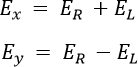 E_x = E_R + E_L
E_y = E_R − E_L